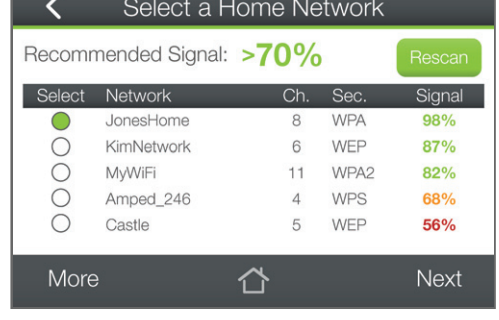 Select a Home Network
Recommended Signal: >70% Rescan
Select Network Ch. Sec. Signal
JonesHome 8 WPA 98%
KimNetwork 6 WEP 87%
MyWiFi 11 WPA2 82%
Amped_246 4 WPS 68%
Castle 5 WEP 56%
More Next